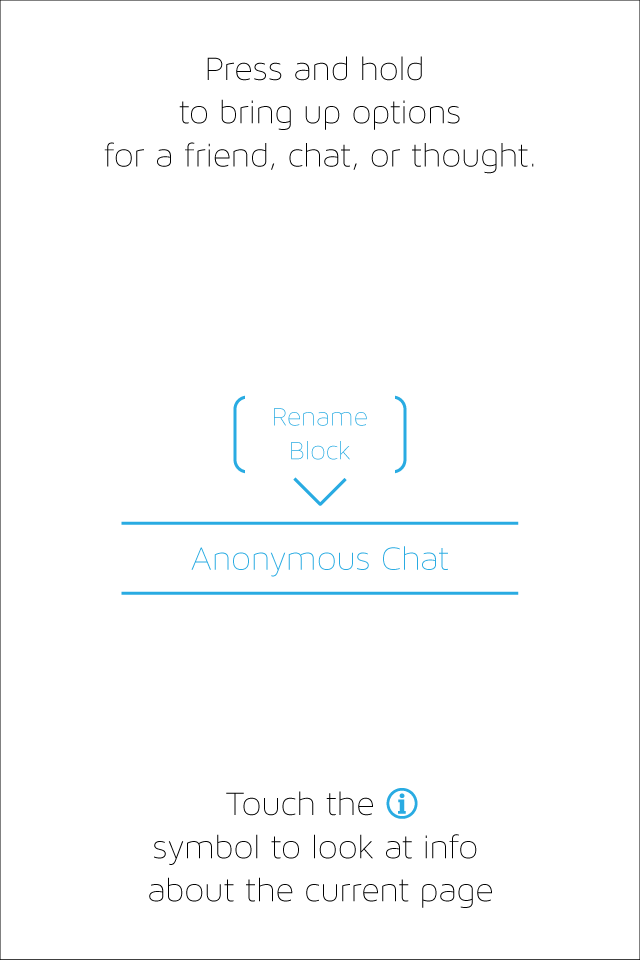 Press and hold
to bring up options
for a friend, chat, or thought.
Rename
Block
Anonymous Chat
Touch the i
symbol to look at info
about the current page